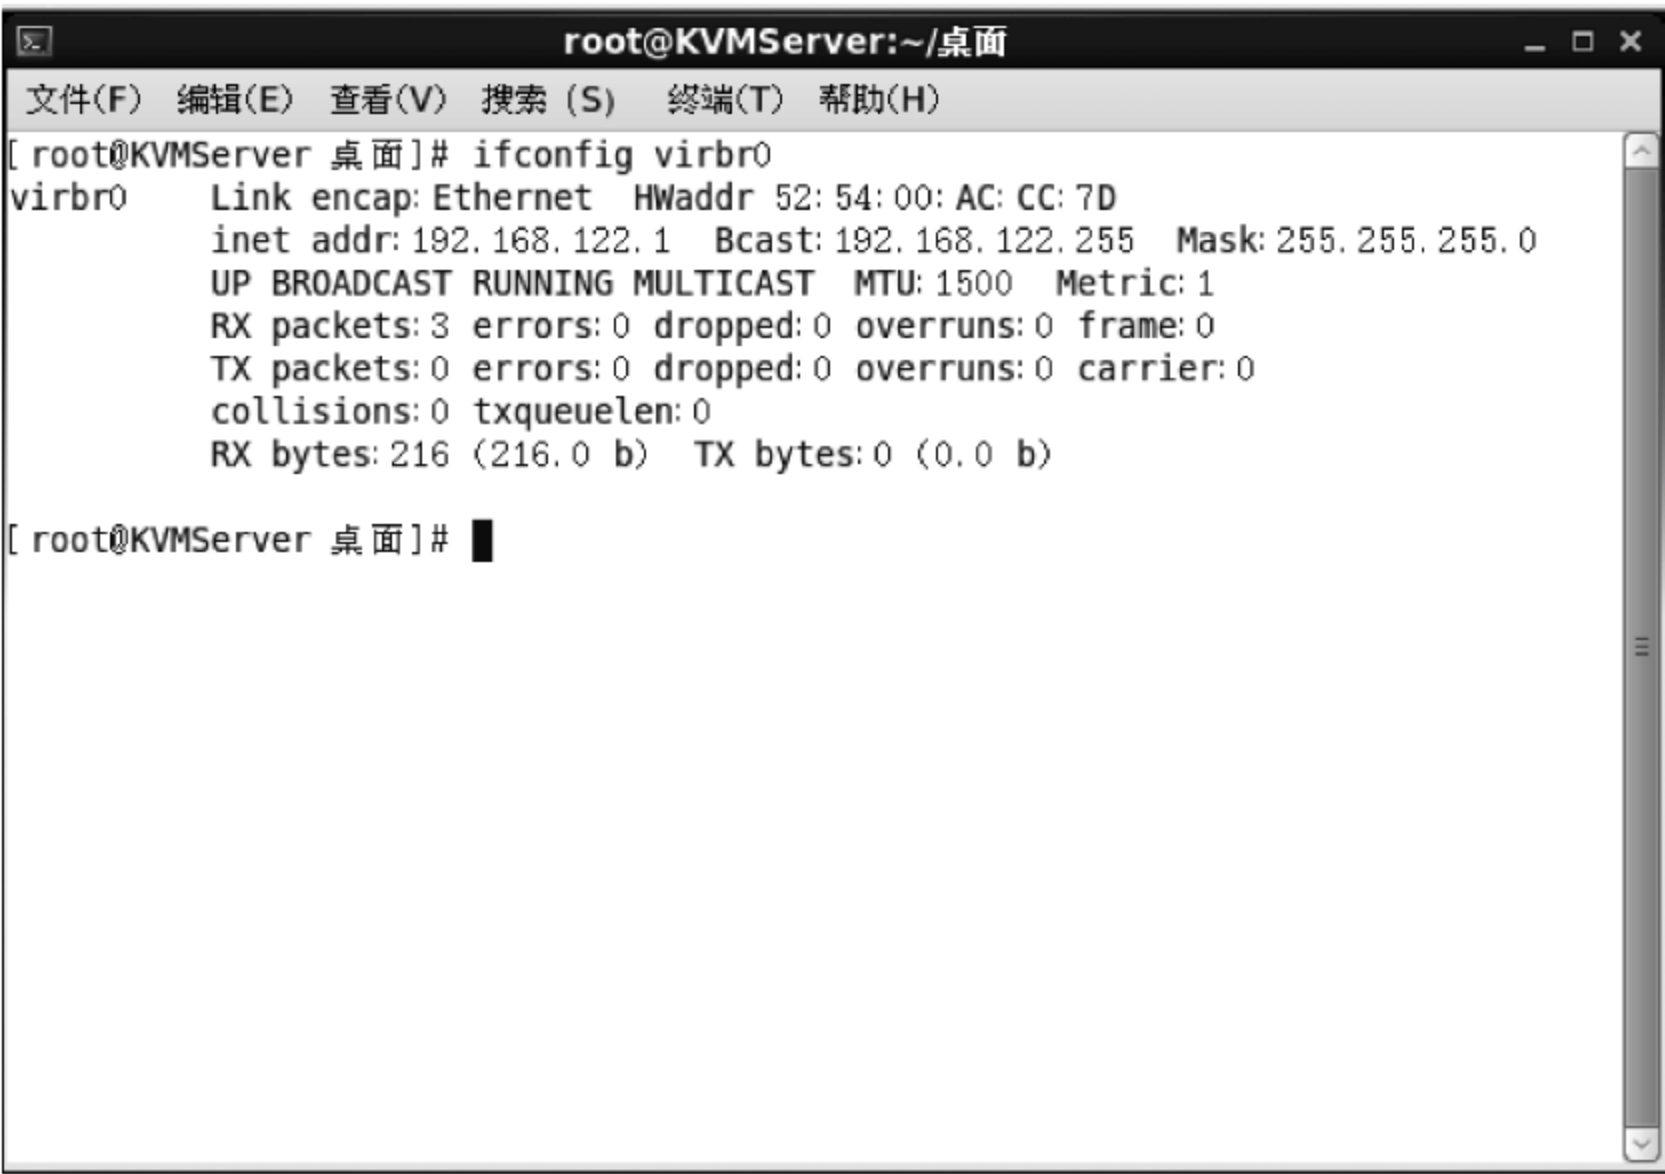 root@KVMServer:~/桌面
文件(F) 编辑(E) 查看(V) 搜索 (S) 终端(T) 帮助(H)
[root@KVMServer 桌面]# ifconfig virbr0
virbr0    Link encap:Ethernet  HWaddr 52:54:00:AC:CC:7D
          inet addr:192.168.122.1  Bcast:192.168.122.255  Mask:255.255.255.0
          UP BROADCAST RUNNING MULTICAST  MTU:1500  Metric:1
          RX packets:3 errors:0 dropped:0 overruns:0 frame:0
          TX packets:0 errors:0 dropped:0 overruns:0 carrier:0
          collisions:0 txqueuelen:0
          RX bytes:216 (216.0 b)  TX bytes:0 (0.0 b)
[root@KVMServer 桌面]#